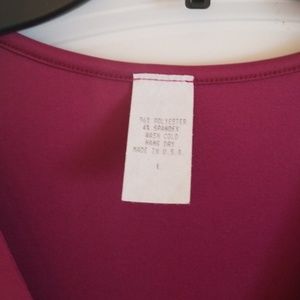 96% POLYESTER
4% SPANDEX
WASH COLD
HANG DRY
MADE IN U.S.A.
L